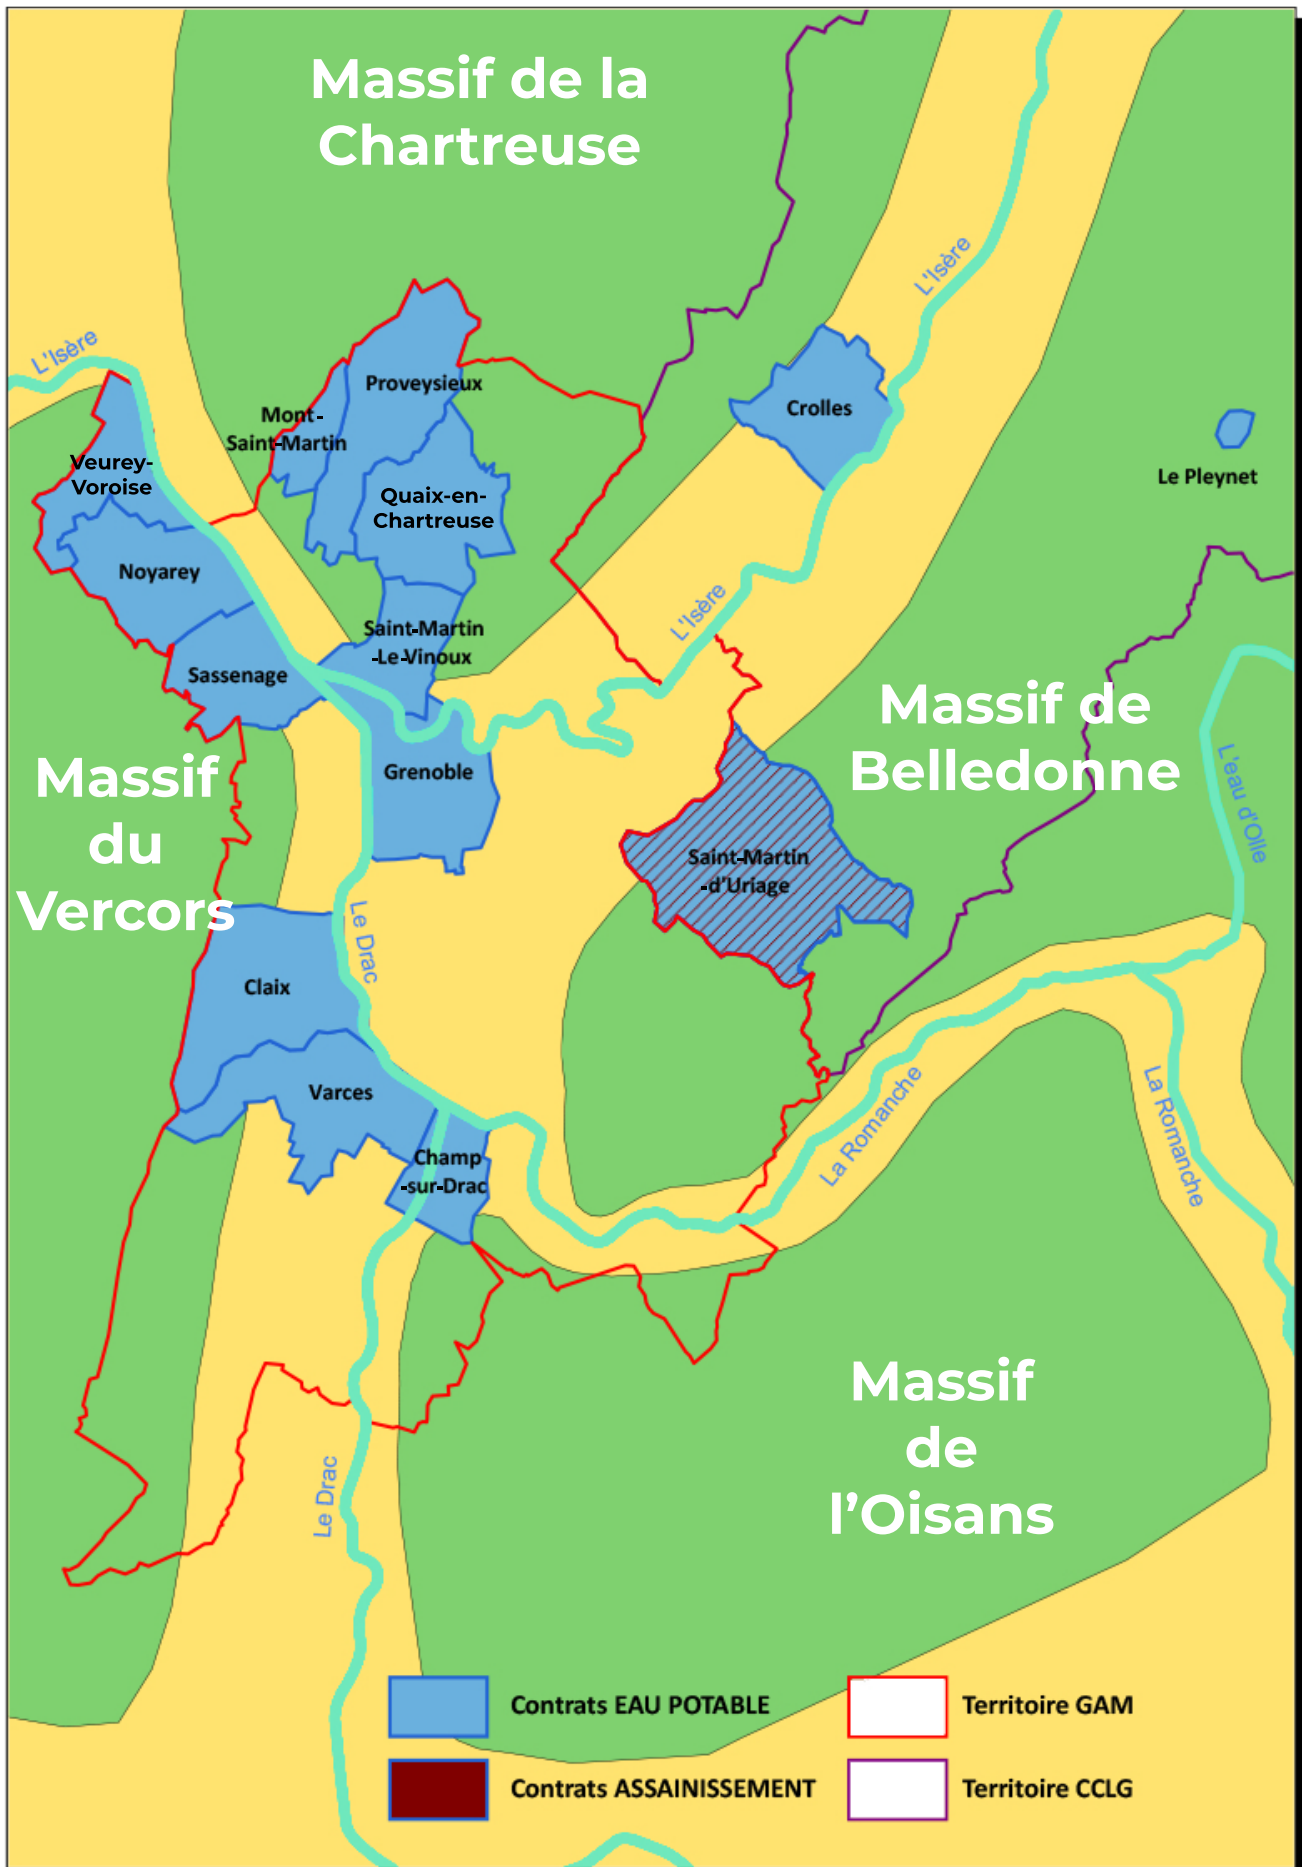 Massif de la
Chartreuse
L'Isère
L'Isère
Proveysieux
Mont-
Saint-Martin
Crolles
Veurey-
Voroise
Quaix-en-
Chartreuse
Le Pleynet
Noyarey
L'Isère
Saint-Martin
-Le-Vinoux
Sassenage
Massif de
Belledonne
Massif
du
Vercors
Grenoble
L'eau d'Olle
Saint-Martin
-d'Uriage
Le Drac
Claix
Varces
La Romanche
La Romanche
Champ
-sur-Drac
Massif
de
l’Oisans
Le Drac
Contrats EAU POTABLE
Territoire GAM
Contrats ASSAINISSEMENT
Territoire CCLG